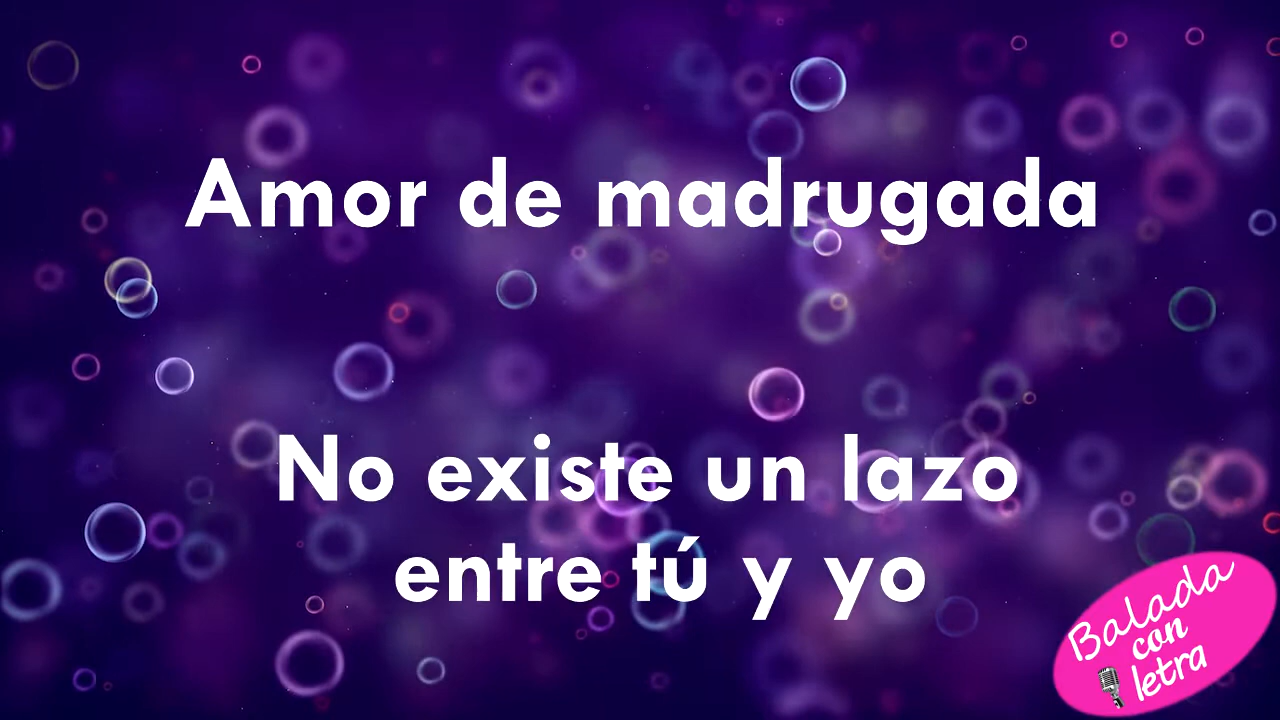 Amor de madrugada
No existe un lazo
entre tú y yo
Balada
con
letra